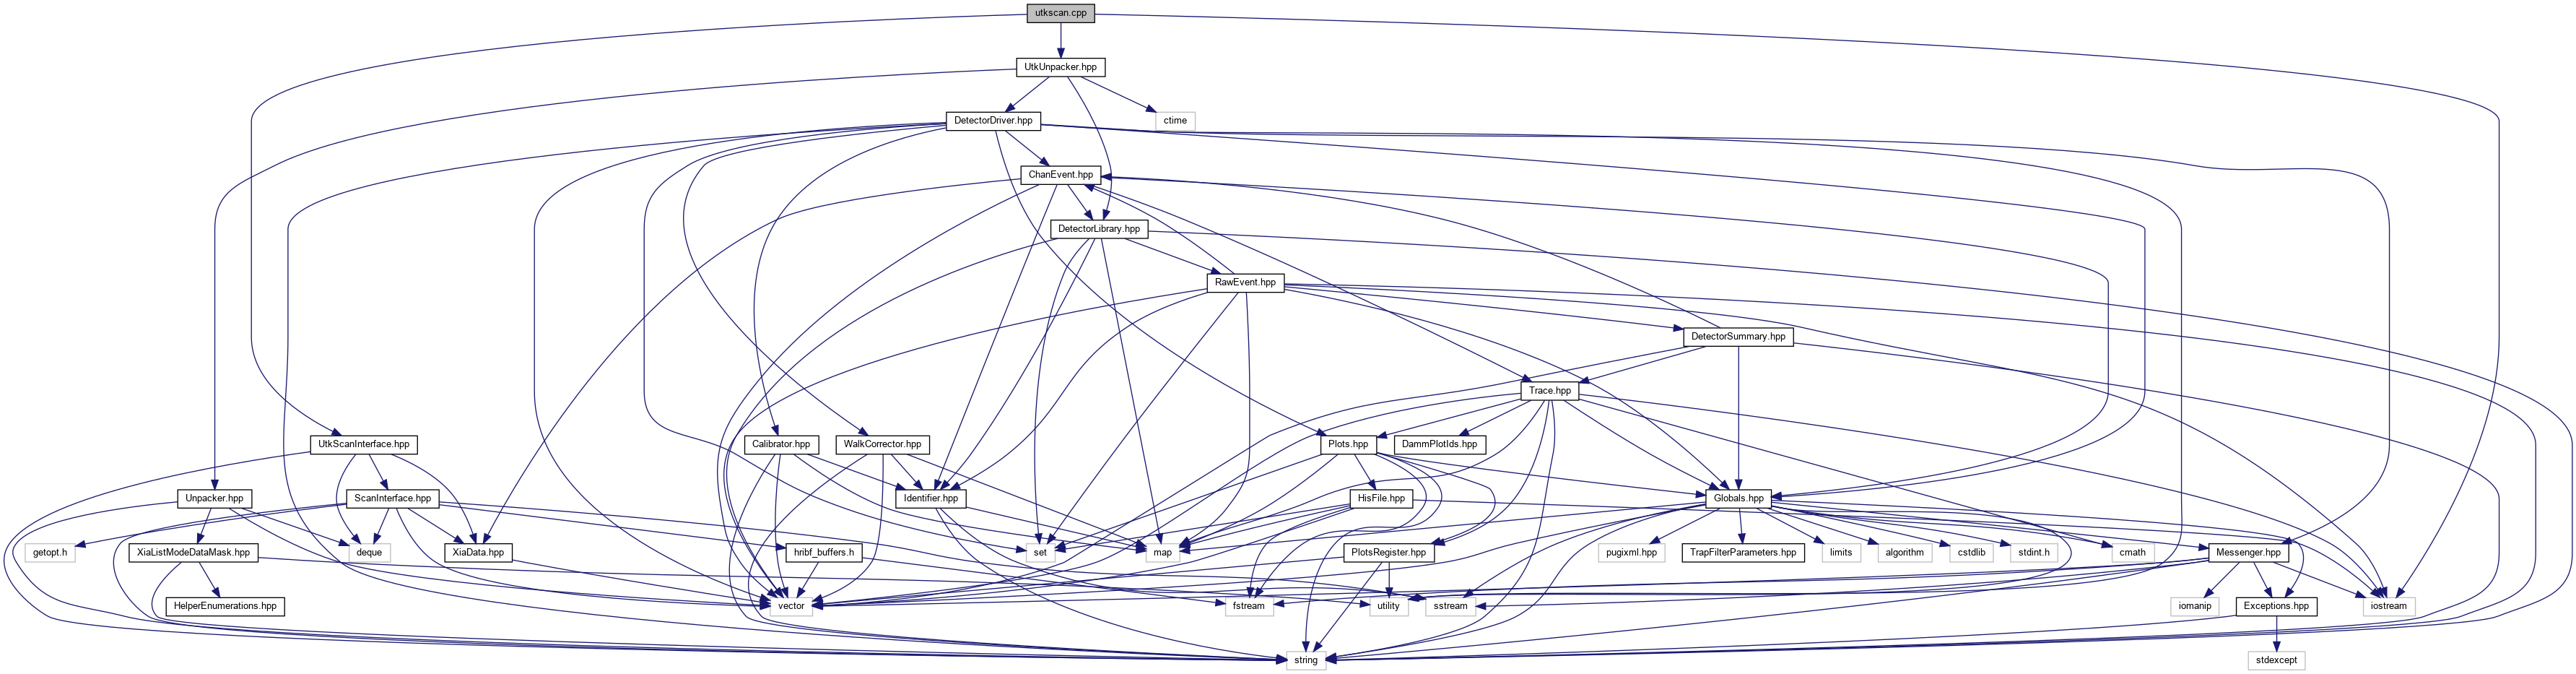 utkscan.cpp
UtkUnpacker.hpp
DetectorDriver.hpp
ctime
ChanEvent.hpp
DetectorLibrary.hpp
RawEvent.hpp
DetectorSummary.hpp
Trace.hpp
UtkScanInterface.hpp
Calibrator.hpp
WalkCorrector.hpp
Plots.hpp
DammPlotIds.hpp
Unpacker.hpp
ScanInterface.hpp
Identifier.hpp
HisFile.hpp
Globals.hpp
getopt.h
XiaListModeDataMask.hpp
deque
XiaData.hpp
hribf_buffers.h
set
map
PlotsRegister.hpp
pugixml.hpp
TrapFilterParameters.hpp
limits
algorithm
cstdlib
stdint.h
cmath
Messenger.hpp
HelperEnumerations.hpp
vector
fstream
utility
sstream
iomanip
Exceptions.hpp
iostream
string
stdexcept